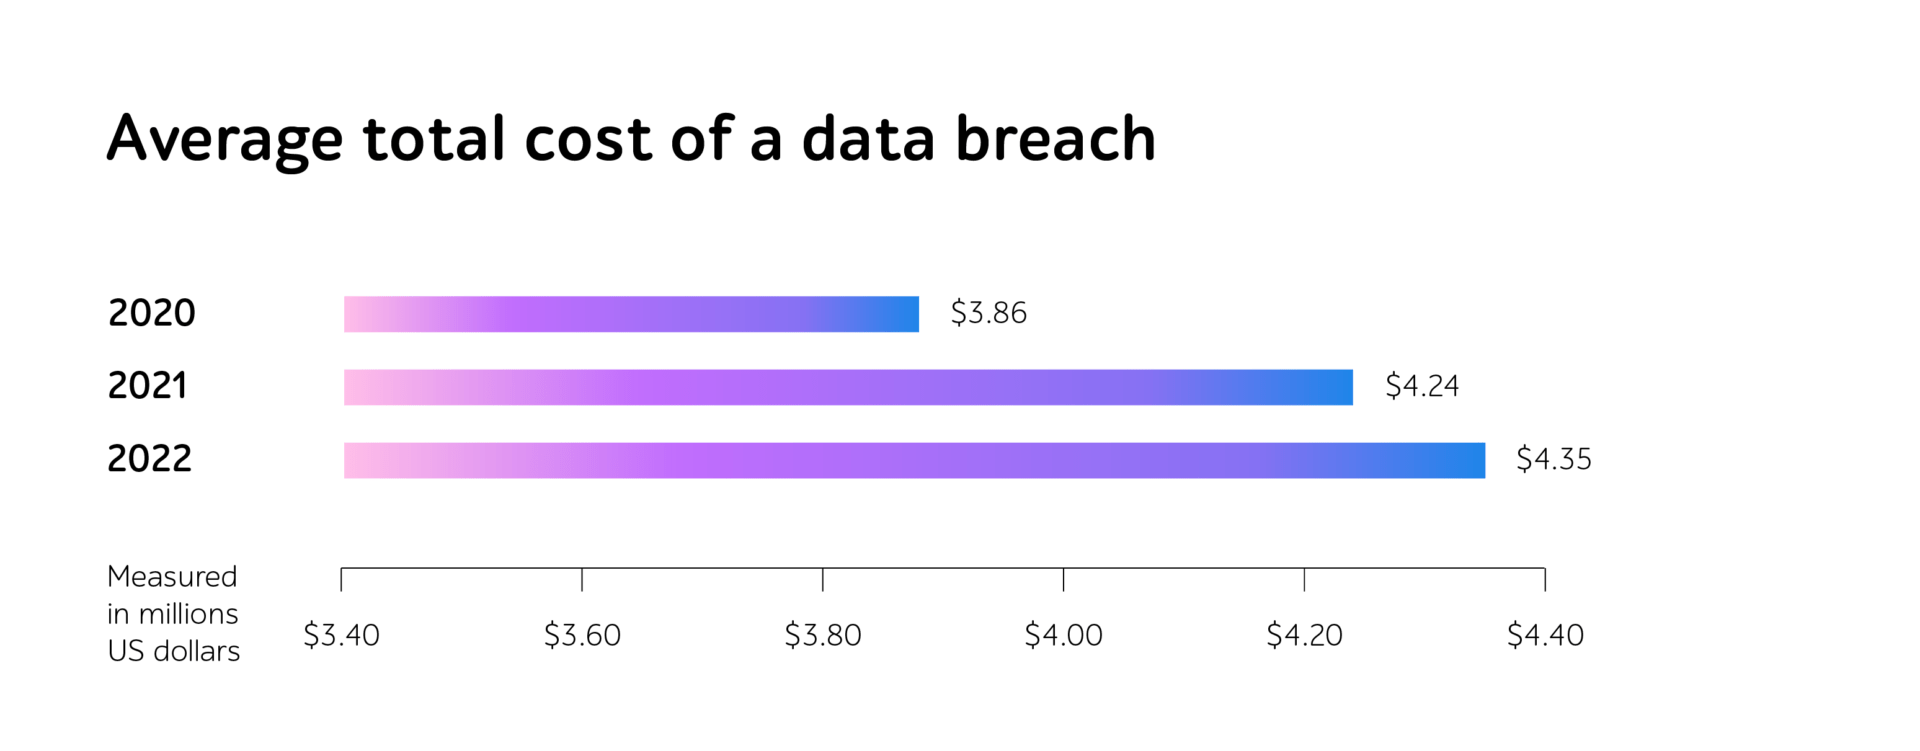 Average total cost of a data breach
2020 $3.86
2021 $4.24
2022 $4.35
Measured
in millions
US dollars
$3.40 $3.60 $3.80 $4.00 $4.20 $4.40